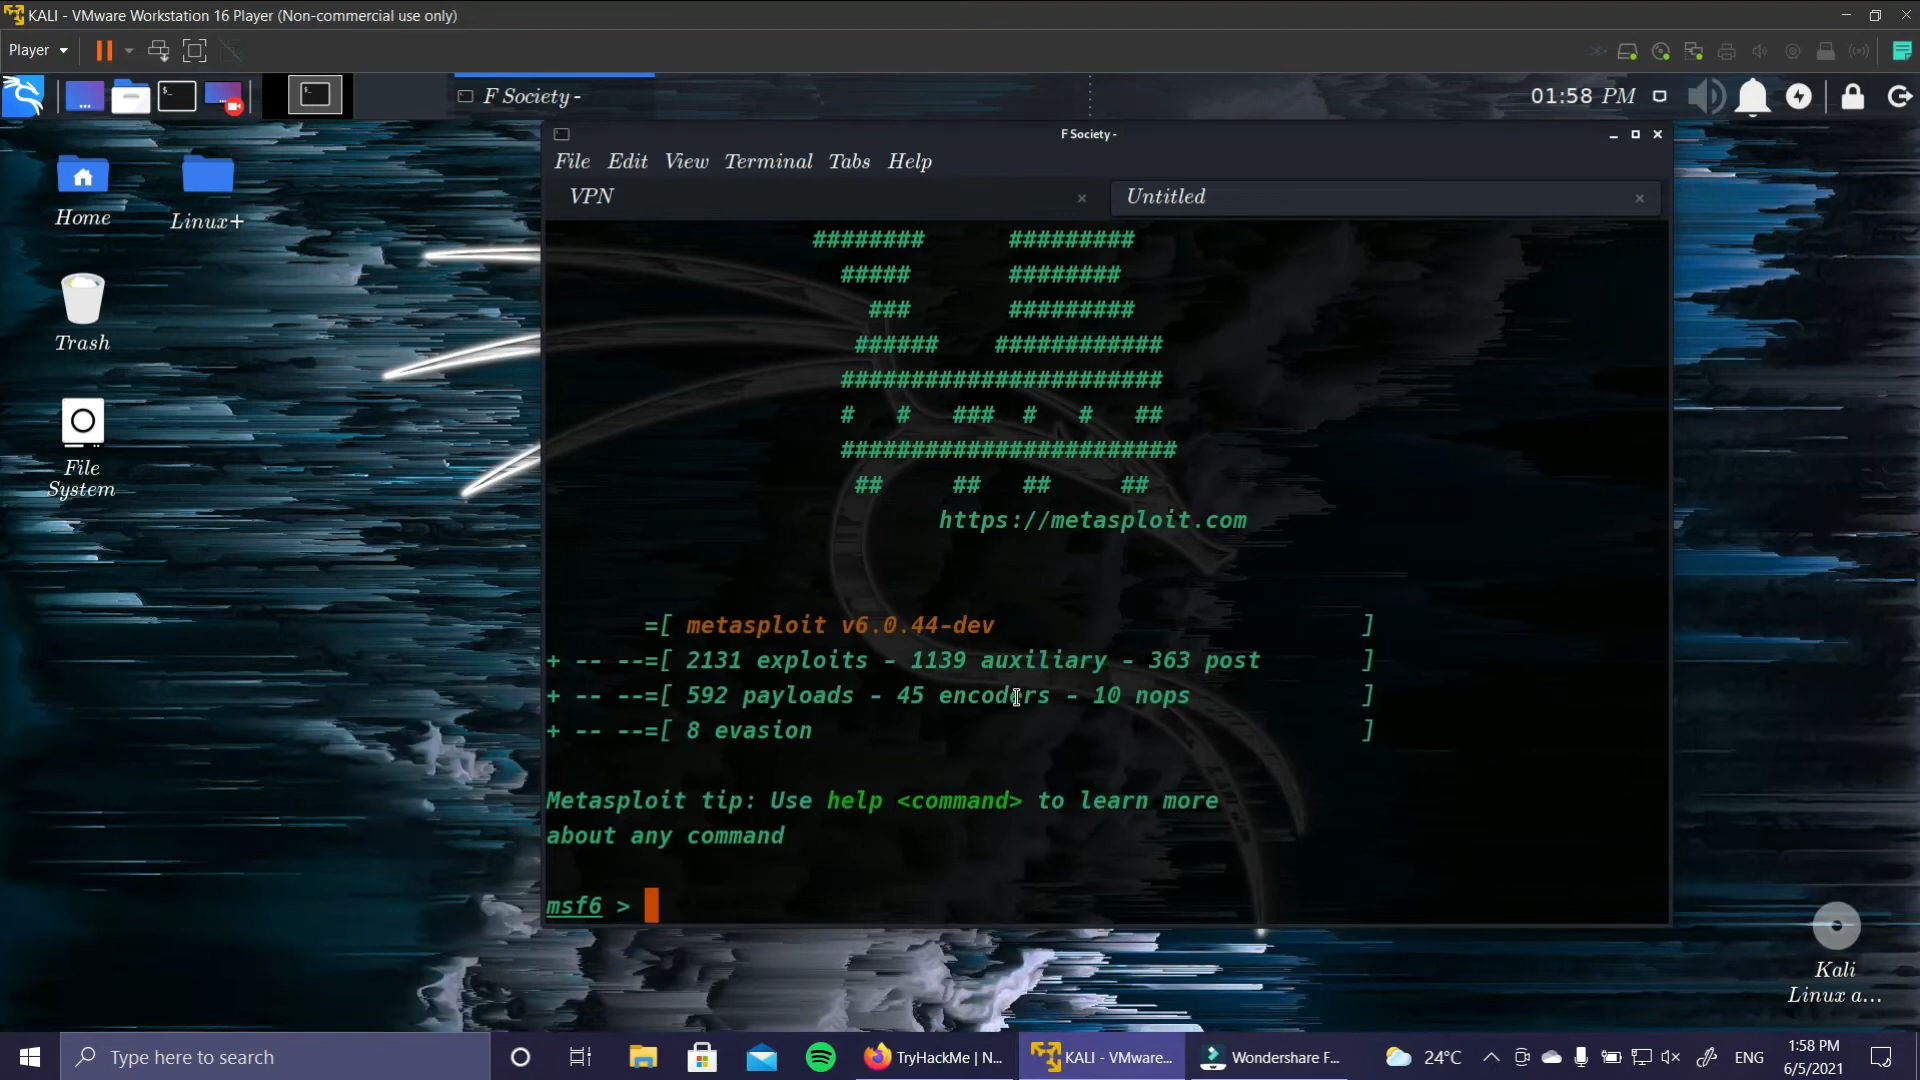 KALI - VMware Workstation 16 Player (Non-commercial use only)
Player
F Society -
01:58 PM
F Society -
File Edit View Terminal Tabs Help
VPN
Untitled
Home
Linux+
Trash
File
System
########      #########
#####       ########
###       #########
######    ############
#######################
#   #   ###  #   #   ##
########################
##     ##   ##     ##
https://metasploit.com
=[ metasploit v6.0.44-dev ]
+ -- --=[ 2131 exploits - 1139 auxiliary - 363 post ]
+ -- --=[ 592 payloads - 45 encoders - 10 nops ]
+ -- --=[ 8 evasion ]
Metasploit tip: Use help <command> to learn more
about any command
msf6 >
Kali
Linux a...
Type here to search
TryHackMe | N...
KALI - VMware...
Wondershare F...
24°C
ENG
1:58 PM
6/5/2021